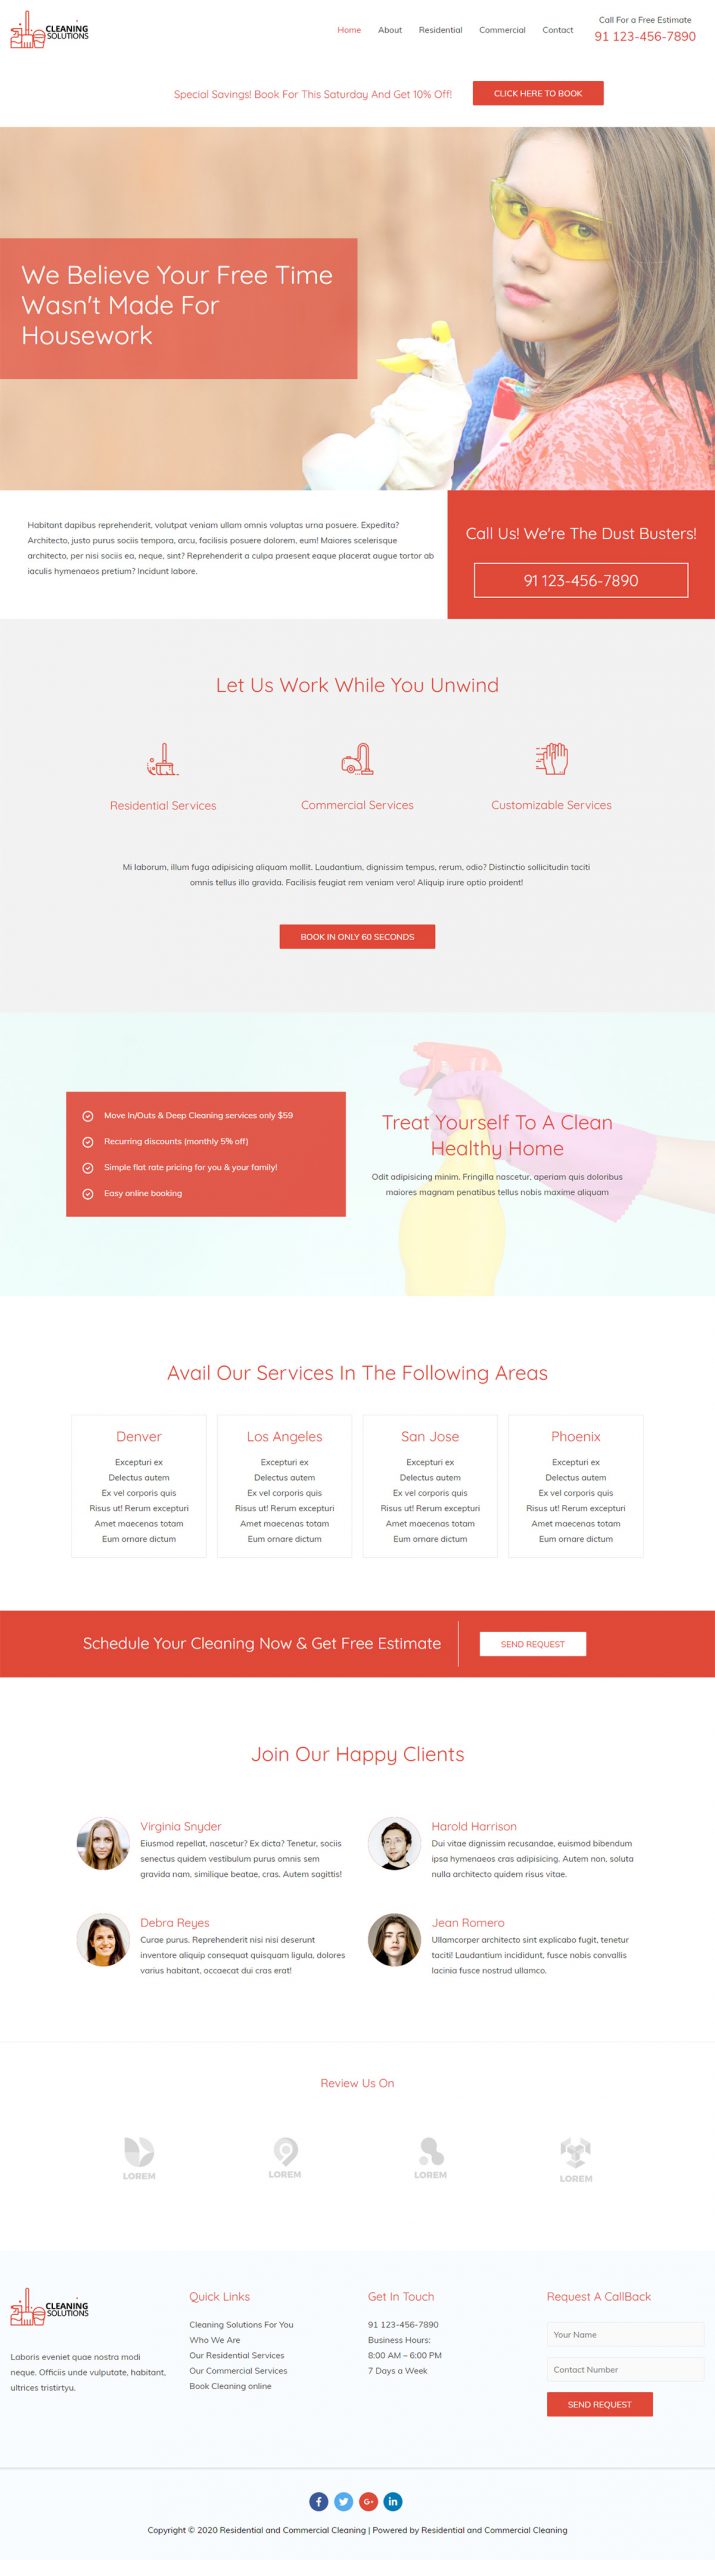 CLEANING
SOLUTIONS
Home
About
Residential
Commercial
Contact
Call For a Free Estimate
91 123-456-7890
Special Savings! Book For This Saturday And Get 10% Off!
CLICK HERE TO BOOK
We Believe Your Free Time
Wasn't Made For
Housework
Habitant dapibus reprehenderit, volutpat veniam ullam omnis voluptas urna posuere. Expedita?
Architecto, justo purus sociis tempora, arcu, facilisis posuere dolorem, eum! Maiores scelerisque
architecto, per nisi sociis ea, neque, sint? Reprehenderit a culpa praesent eaque placerat augue tortor ab
iaculis hymenaeos pretium? Incidunt labore.
Call Us! We're The Dust Busters!
91 123-456-7890
Let Us Work While You Unwind
Residential Services
Commercial Services
Customizable Services
Mi laborum, illum fuga adipisicing aliquam mollit. Laudantium, dignissim tempus, rerum, odio? Distinctio sollicitudin taciti
omnis tellus illo gravida. Facilisis feugiat rem veniam vero! Aliquip irure optio proident!
BOOK IN ONLY 60 SECONDS
Move In/Outs & Deep Cleaning services only $59
Recurring discounts (monthly 5% off)
Simple flat rate pricing for you & your family!
Easy online booking
Treat Yourself To A Clean
Healthy Home
Odit adipisicing minim. Fringilla nascetur, aperiam quis doloribus
maiores magnam penatibus tellus nobis maxime aliquam
Avail Our Services In The Following Areas
Denver
Excepturi ex
Delectus autem
Ex vel corporis quis
Risus ut! Rerum excepturi
Amet maecenas totam
Eum ornare dictum
Los Angeles
Excepturi ex
Delectus autem
Ex vel corporis quis
Risus ut! Rerum excepturi
Amet maecenas totam
Eum ornare dictum
San Jose
Excepturi ex
Delectus autem
Ex vel corporis quis
Risus ut! Rerum excepturi
Amet maecenas totam
Eum ornare dictum
Phoenix
Excepturi ex
Delectus autem
Ex vel corporis quis
Risus ut! Rerum excepturi
Amet maecenas totam
Eum ornare dictum
Schedule Your Cleaning Now & Get Free Estimate
SEND REQUEST
Join Our Happy Clients
Virginia Snyder
Eiusmod repellat, nascetur? Ex dicta? Tenetur, sociis
senectus quidem vestibulum purus omnis sem
gravida nam, similique beatae, cras. Autem sagittis!
Harold Harrison
Dui vitae dignissim recusandae, euismod bibendum
ipsa hymenaeos cras adipisicing. Autem non, soluta
nulla architecto quidem risus vitae.
Debra Reyes
Curae purus. Reprehenderit nisi nisi deserunt
inventore aliquip consequat quisquam ligula, dolores
varius habitant, occaecat dui cras erat!
Jean Romero
Ullamcorper architecto sint explicabo fugit, tenetur
taciti! Laudantium incididunt, fusce nobis convallis
lacinia fusce nostrud ullamco.
Review Us On
LOREM
LOREM
LOREM
LOREM
CLEANING
SOLUTIONS
Laboris eveniet quae nostra modi
neque. Officiis unde vulputate, habitant,
ultrices tristirtyu.
Quick Links
Cleaning Solutions For You
Who We Are
Our Residential Services
Our Commercial Services
Book Cleaning online
Get In Touch
91 123-456-7890
Business Hours:
8:00 AM – 6:00 PM
7 Days a Week
Request A CallBack
Your Name
Contact Number
SEND REQUEST
Copyright © 2020 Residential and Commercial Cleaning | Powered by Residential and Commercial Cleaning